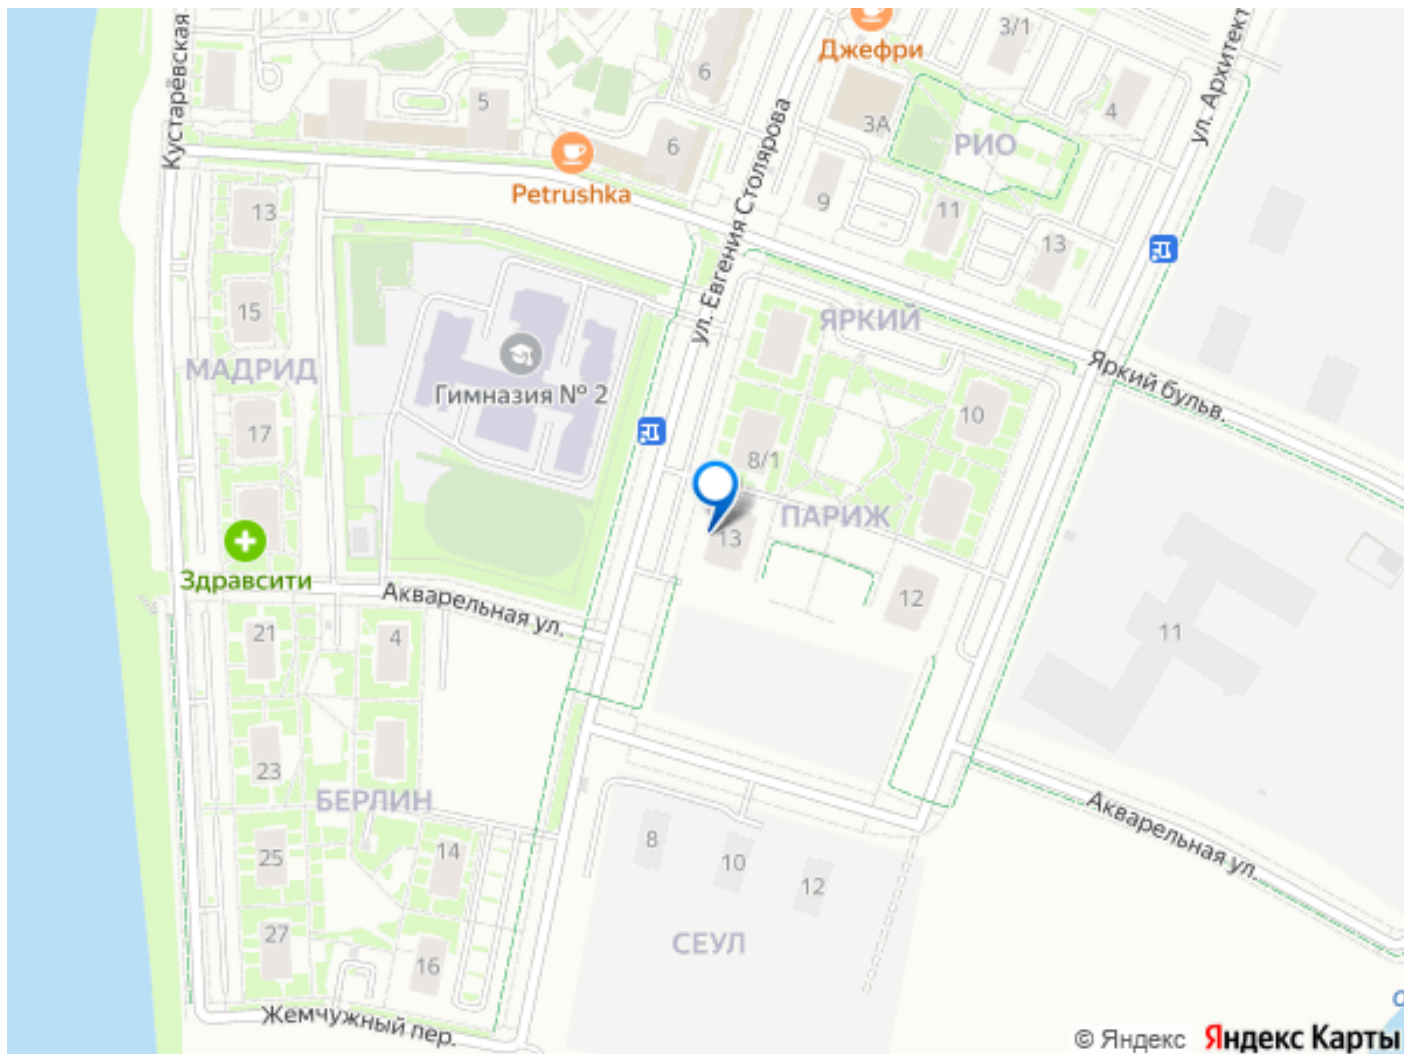 Кустарёвская
5
6
Джефри
3/1
4
ул. Архитект
3А
РИО
6
Petrushka
ул. Евгения Столярова
9
11
13
13
15
МАДРИД
ЯРКИЙ
Гимназия № 2
Яркий бульв.
17
10
8/1
ПАРИЖ
13
Здравсити
Акварельная ул.
12
11
21
4
23
БЕРЛИН
Акварельная ул.
25
14
8
10
12
СЕУЛ
27
16
Жемчужный пер.
© Яндекс Яндекс Карты